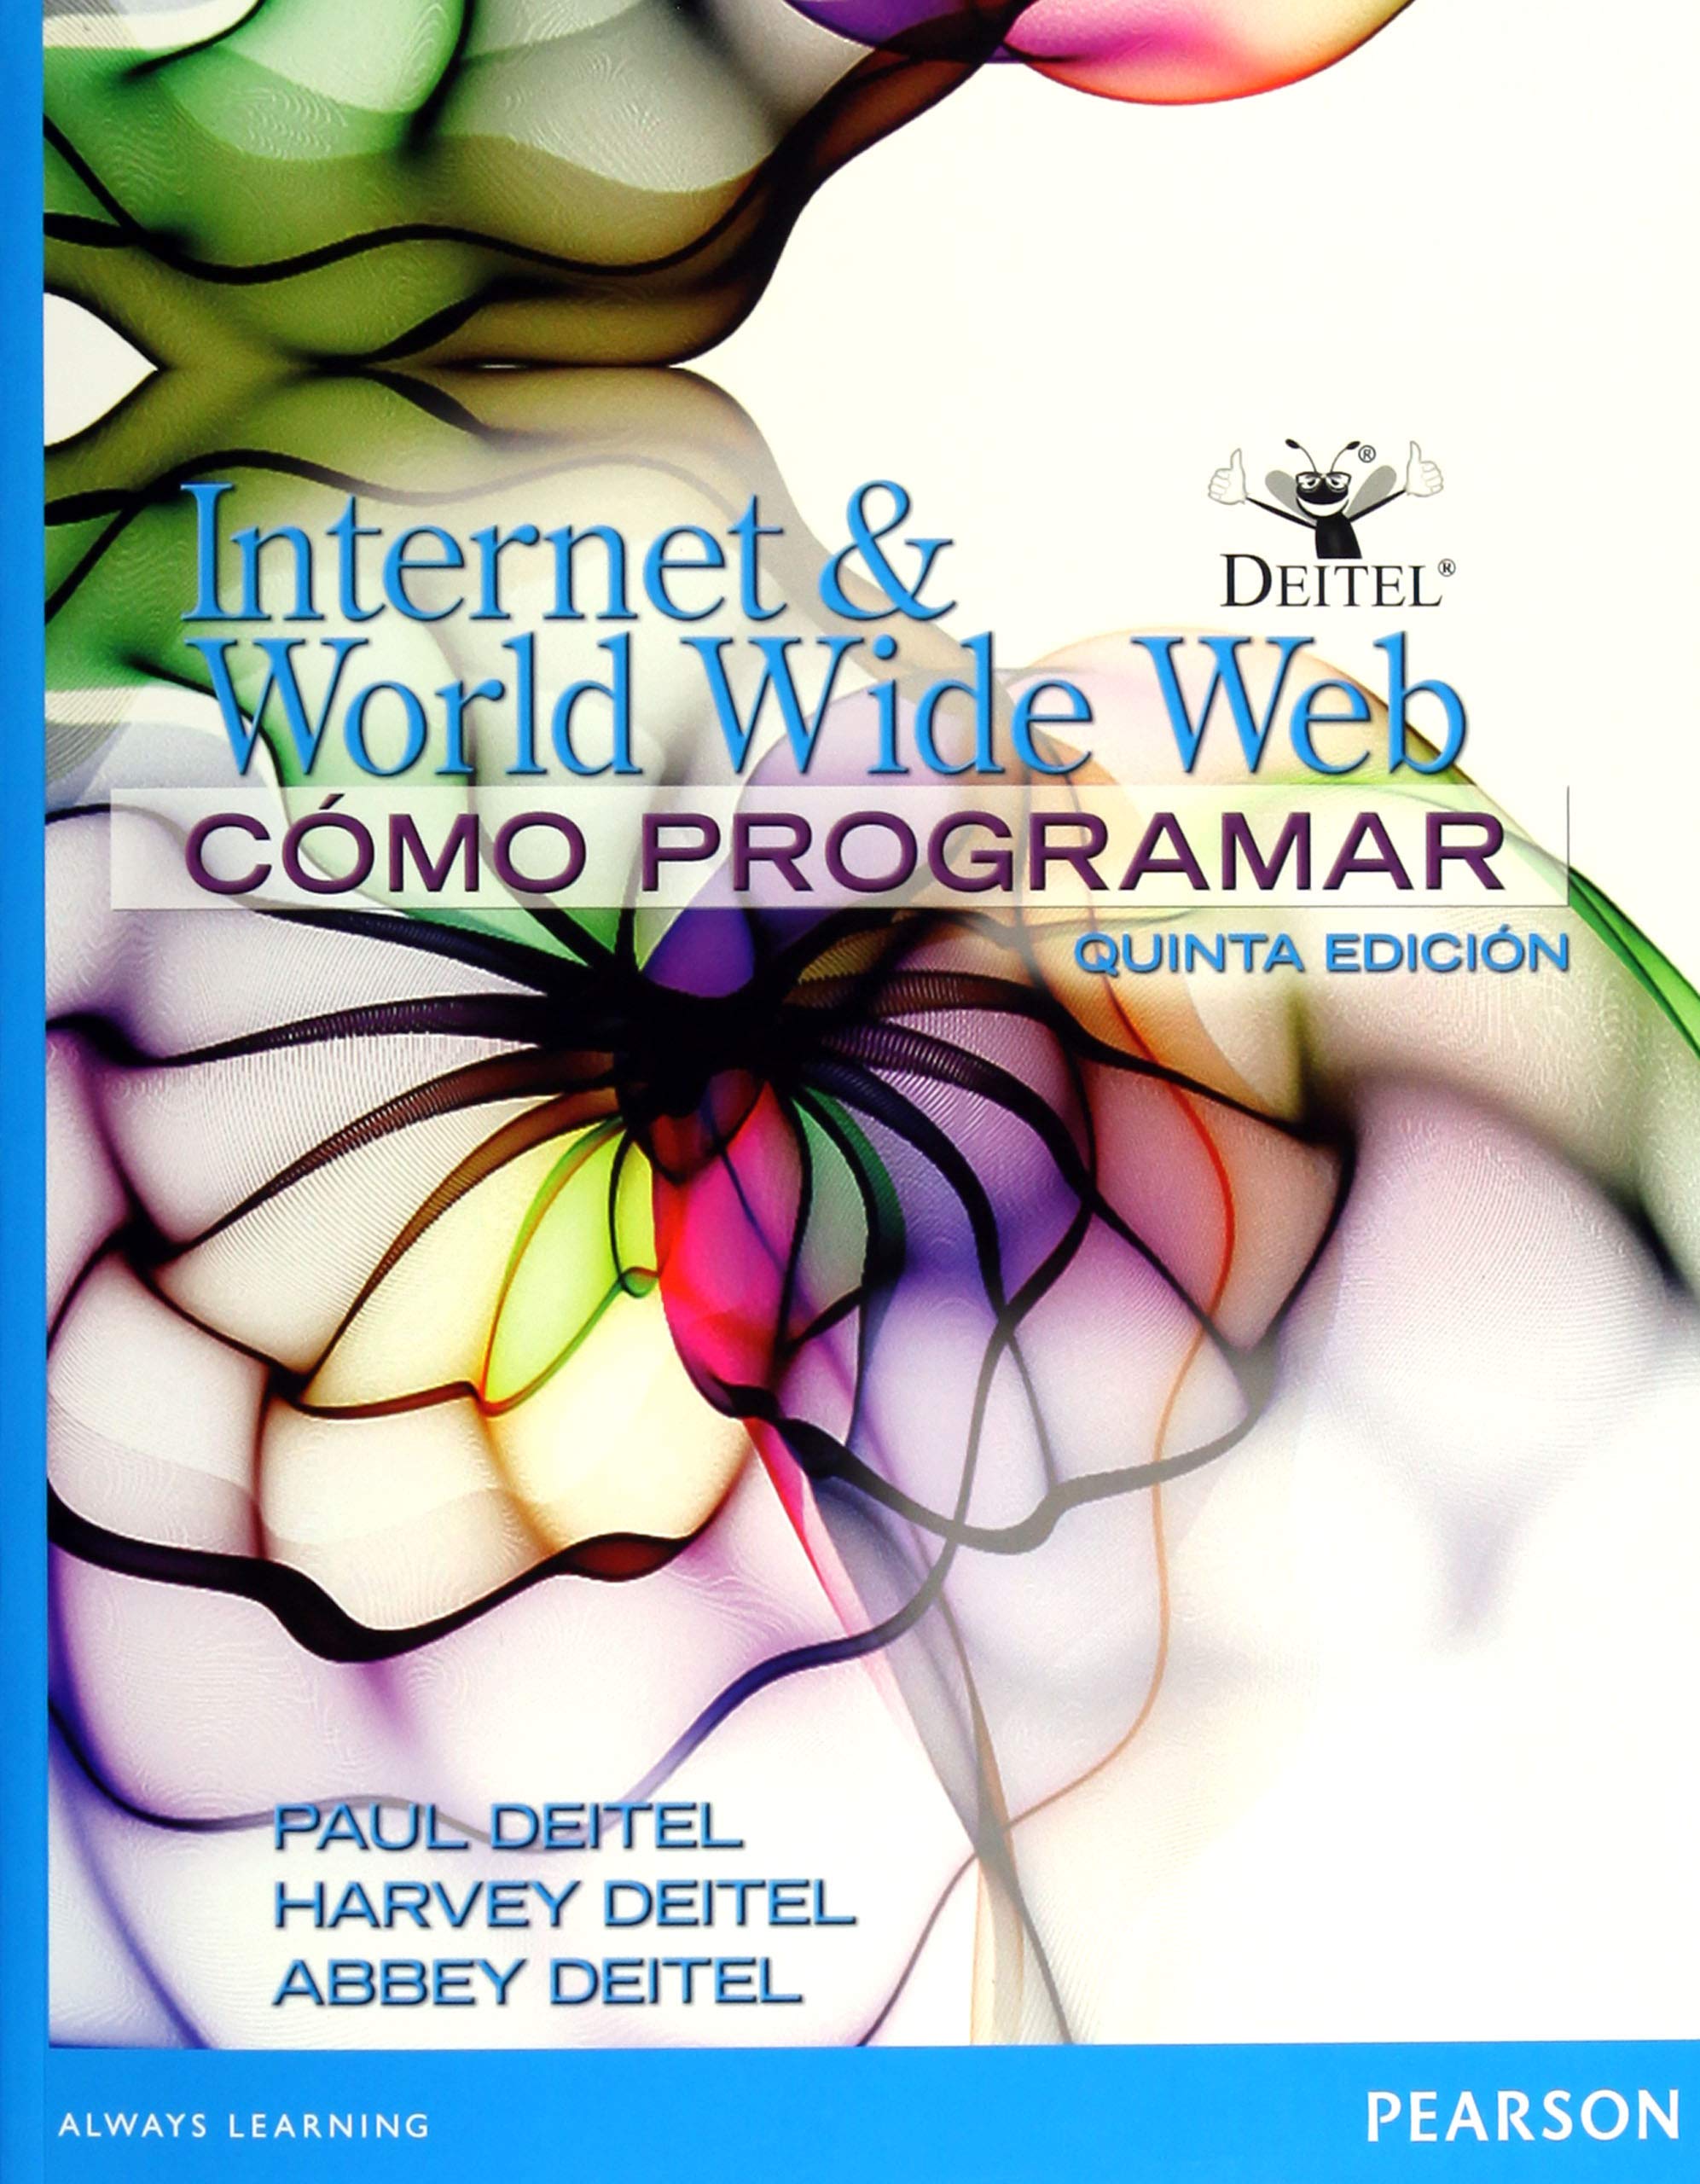 ®
DEITEL®
Internet &
World Wide Web
CÓMO PROGRAMAR
QUINTA EDICIÓN
PAUL DEITEL
HARVEY DEITEL
ABBEY DEITEL
ALWAYS LEARNING
PEARSON